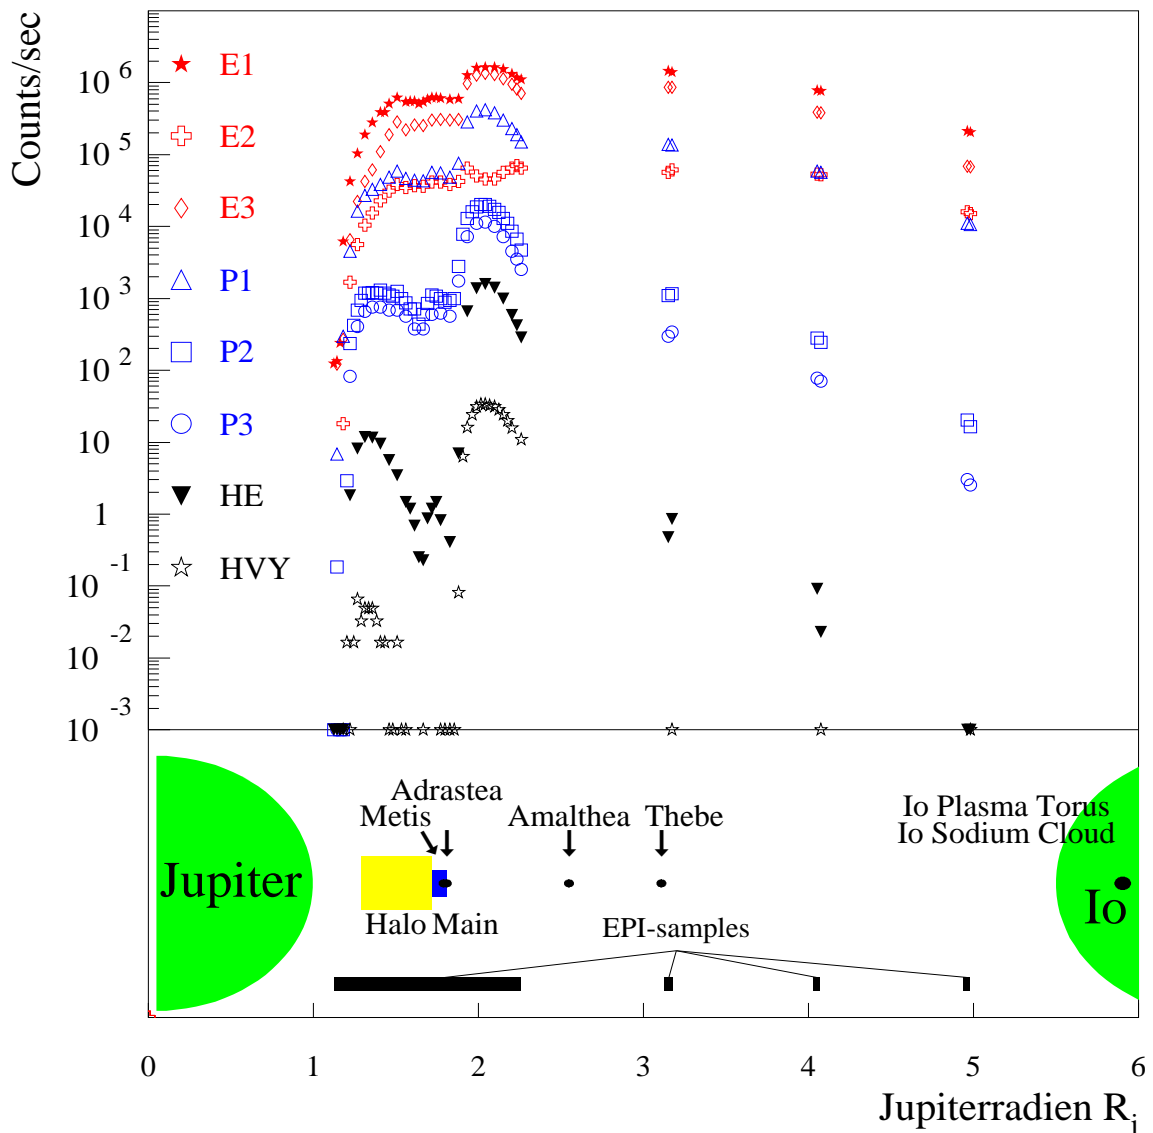 Counts/sec
10 6
10 5
10 4
10 3
10 2
10
1
10 -1
10 -2
10 -3
E1
E2
E3
P1
P2
P3
HE
HVY
Adrastea
Metis
Amalthea
Thebe
Io Plasma Torus
Io Sodium Cloud
Jupiter
Io
Halo Main
EPI-samples
0 1 2 3 4 5 6
Jupiterradien Rj